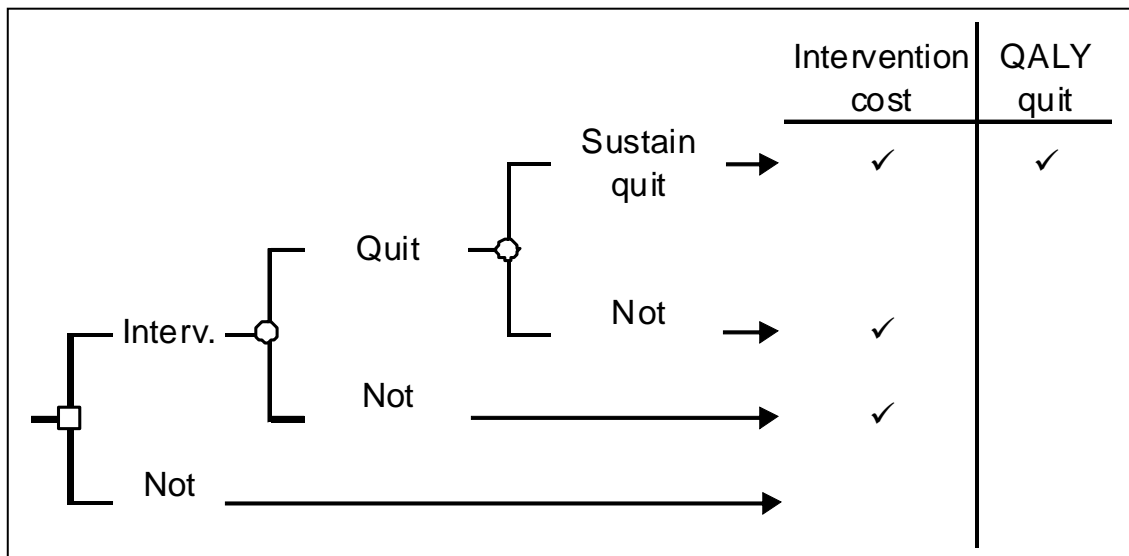 Intervention
cost
QALY
quit
Sustain
quit
✓
✓
Quit
Interv.
Not
✓
Not
✓
Not